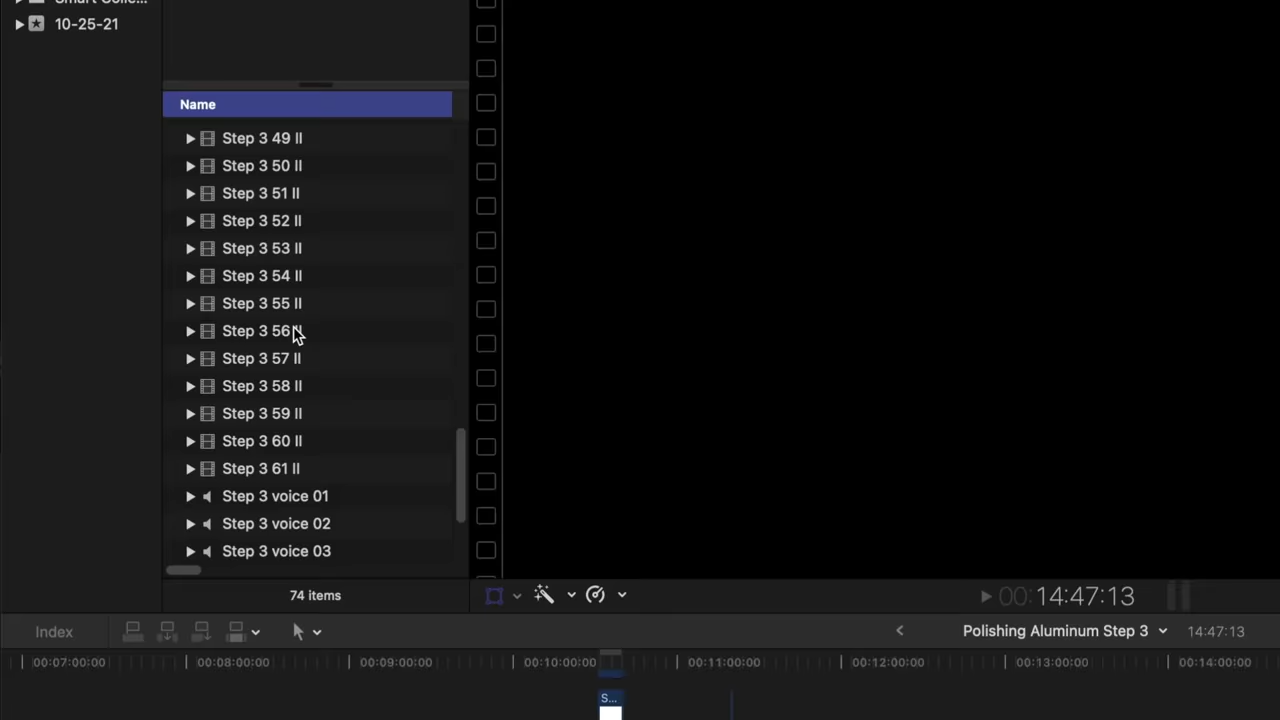 Smart Colle...
10-25-21
Name
Step 3 49 II
Step 3 50 II
Step 3 51 II
Step 3 52 II
Step 3 53 II
Step 3 54 II
Step 3 55 II
Step 3 56 II
Step 3 57 II
Step 3 58 II
Step 3 59 II
Step 3 60 II
Step 3 61 II
Step 3 voice 01
Step 3 voice 02
Step 3 voice 03
74 items
00:14:47:13
Index
Polishing Aluminum Step 3
14:47:13
00:07:00:00 00:08:00:00 00:09:00:00 00:10:00:00 00:11:00:00 00:12:00:00 00:13:00:00 00:14:00:00
S...